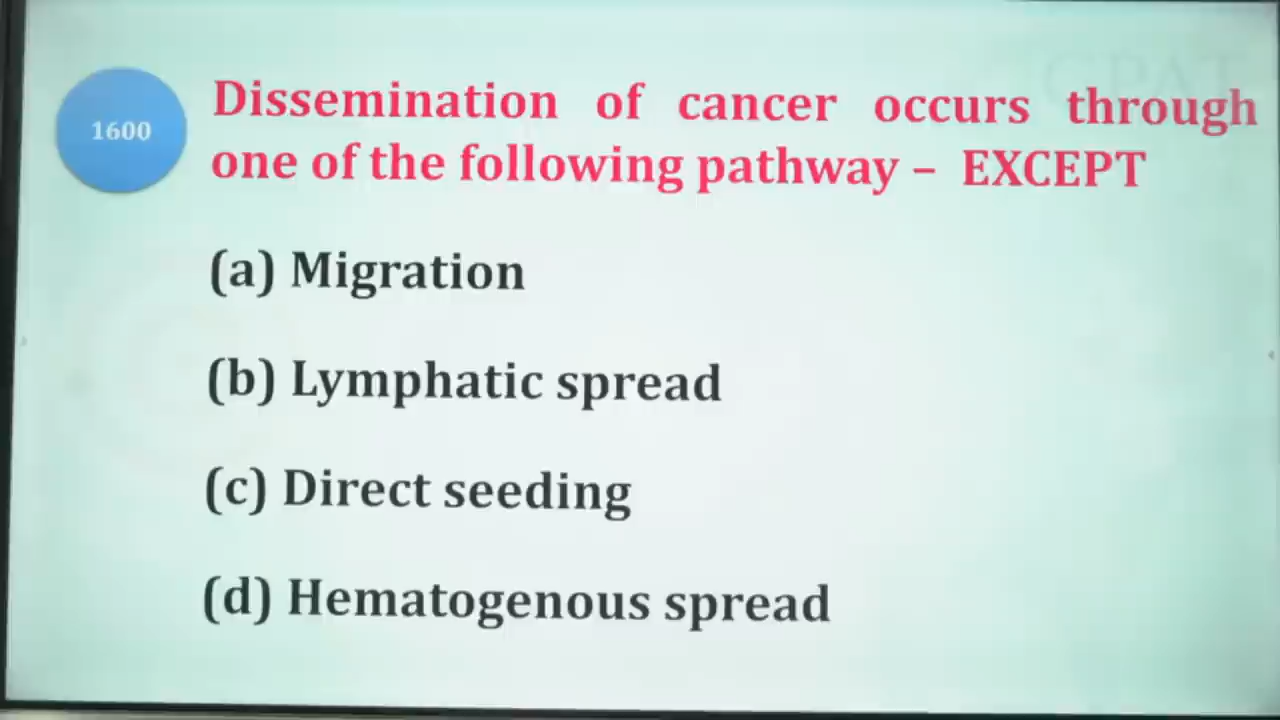 1600
Dissemination of cancer occurs through
one of the following pathway – EXCEPT
(a) Migration
(b) Lymphatic spread
(c) Direct seeding
(d) Hematogenous spread